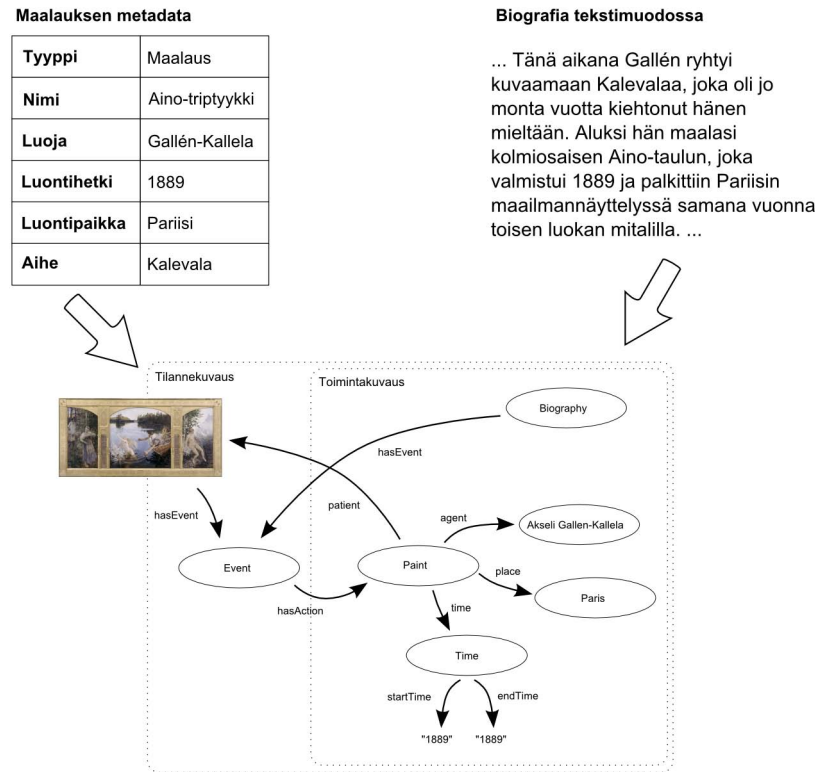 Maalauksen metadata
Tyyppi Maalaus
Nimi Aino-triptyykki
Luoja Gallén-Kallela
Luontihetki 1889
Luontipaikka Pariisi
Aihe Kalevala
Biografia tekstimuodossa
... Tänä aikana Gallén ryhtyi
kuvaamaan Kalevalaa, joka oli jo
monta vuotta kiehtonut hänen
mieltään. Aluksi hän maalasi
kolmiosaisen Aino-taulun, joka
valmistui 1889 ja palkittiin Pariisin
maailmannäyttelyssä samana vuonna
toisen luokan mitalilla. ...
Tilannekuvaus
Toimintakuvaus
Biography
hasEvent
hasEvent
patient
agent
Akseli Gallen-Kallela
Event
Paint
place
Paris
hasAction
time
Time
startTime
endTime
"1889"
"1889"